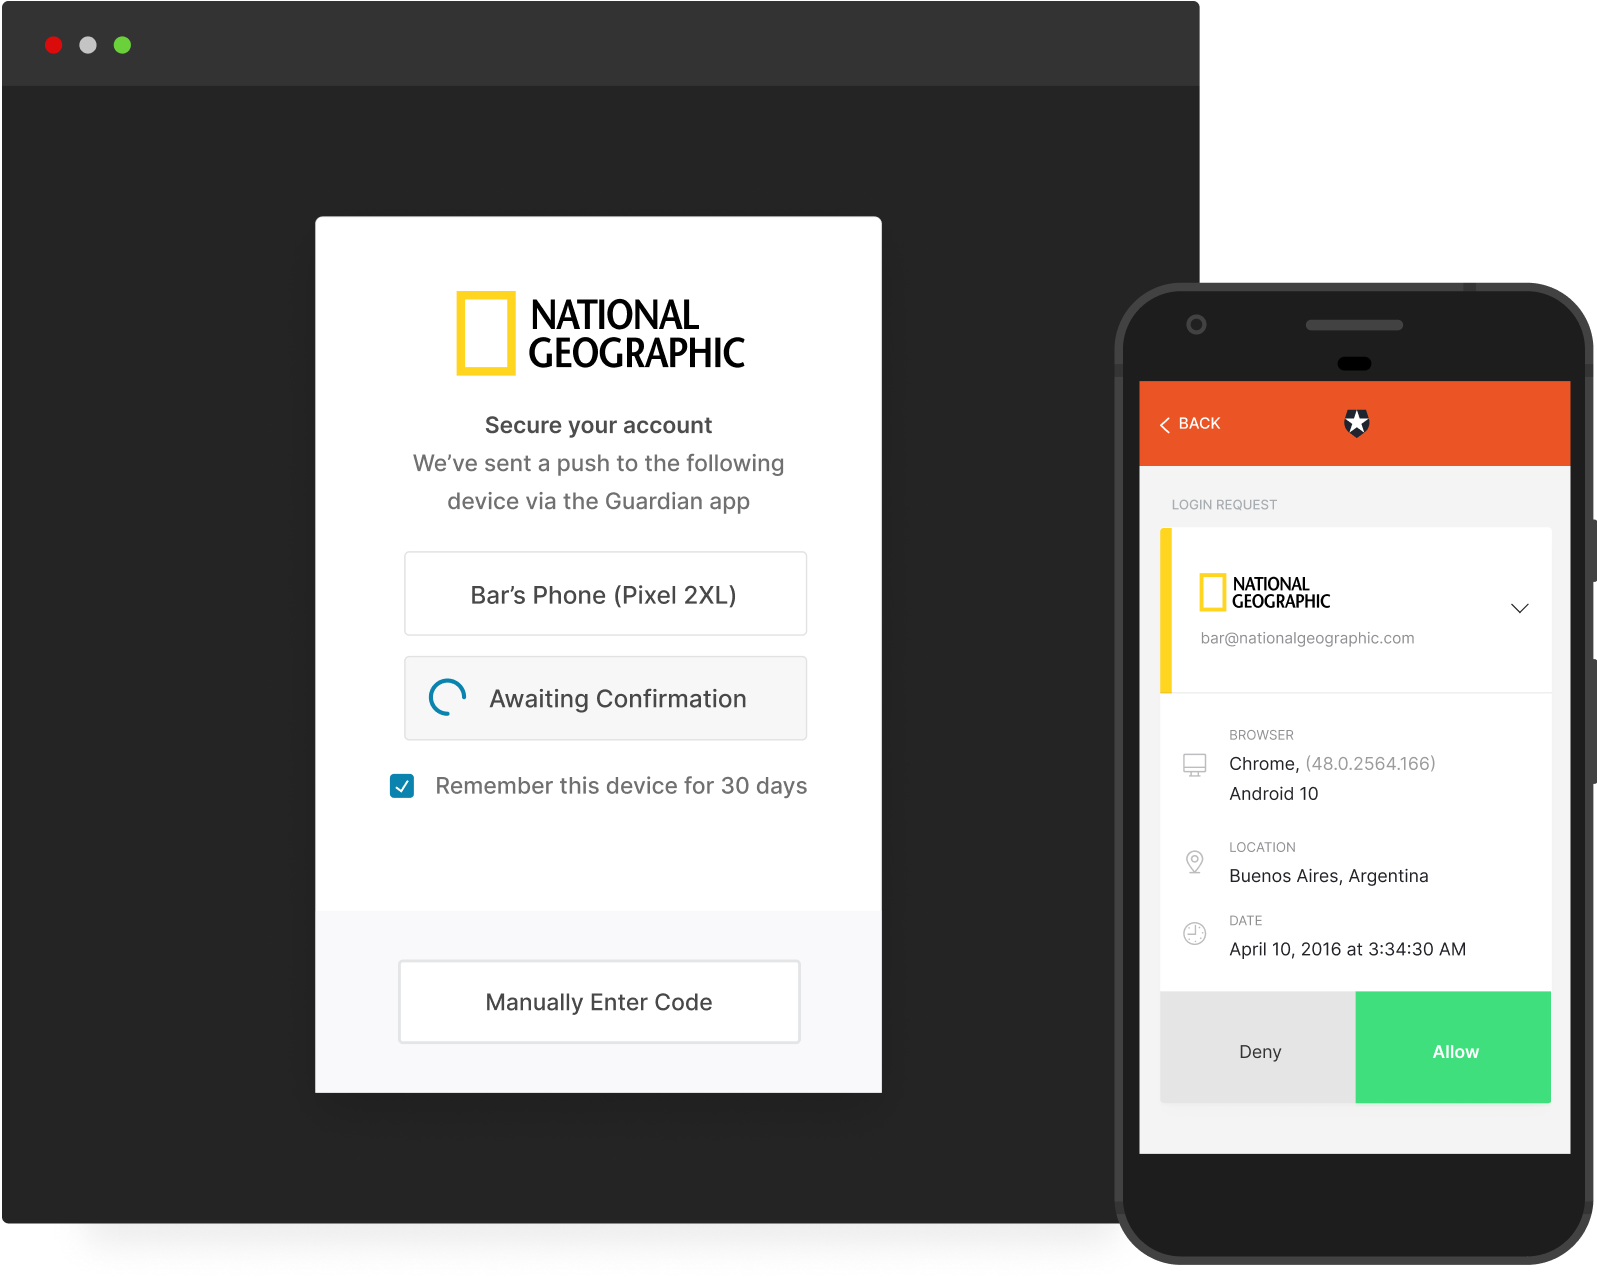 NATIONAL
GEOGRAPHIC
Secure your account
We’ve sent a push to the following
device via the Guardian app
Bar’s Phone (Pixel 2XL)
Awaiting Confirmation
Remember this device for 30 days
Manually Enter Code
BACK
LOGIN REQUEST
NATIONAL
GEOGRAPHIC
bar@nationalgeographic.com
BROWSER
Chrome, (48.0.2564.166)
Android 10
LOCATION
Buenos Aires, Argentina
DATE
April 10, 2016 at 3:34:30 AM
Deny
Allow